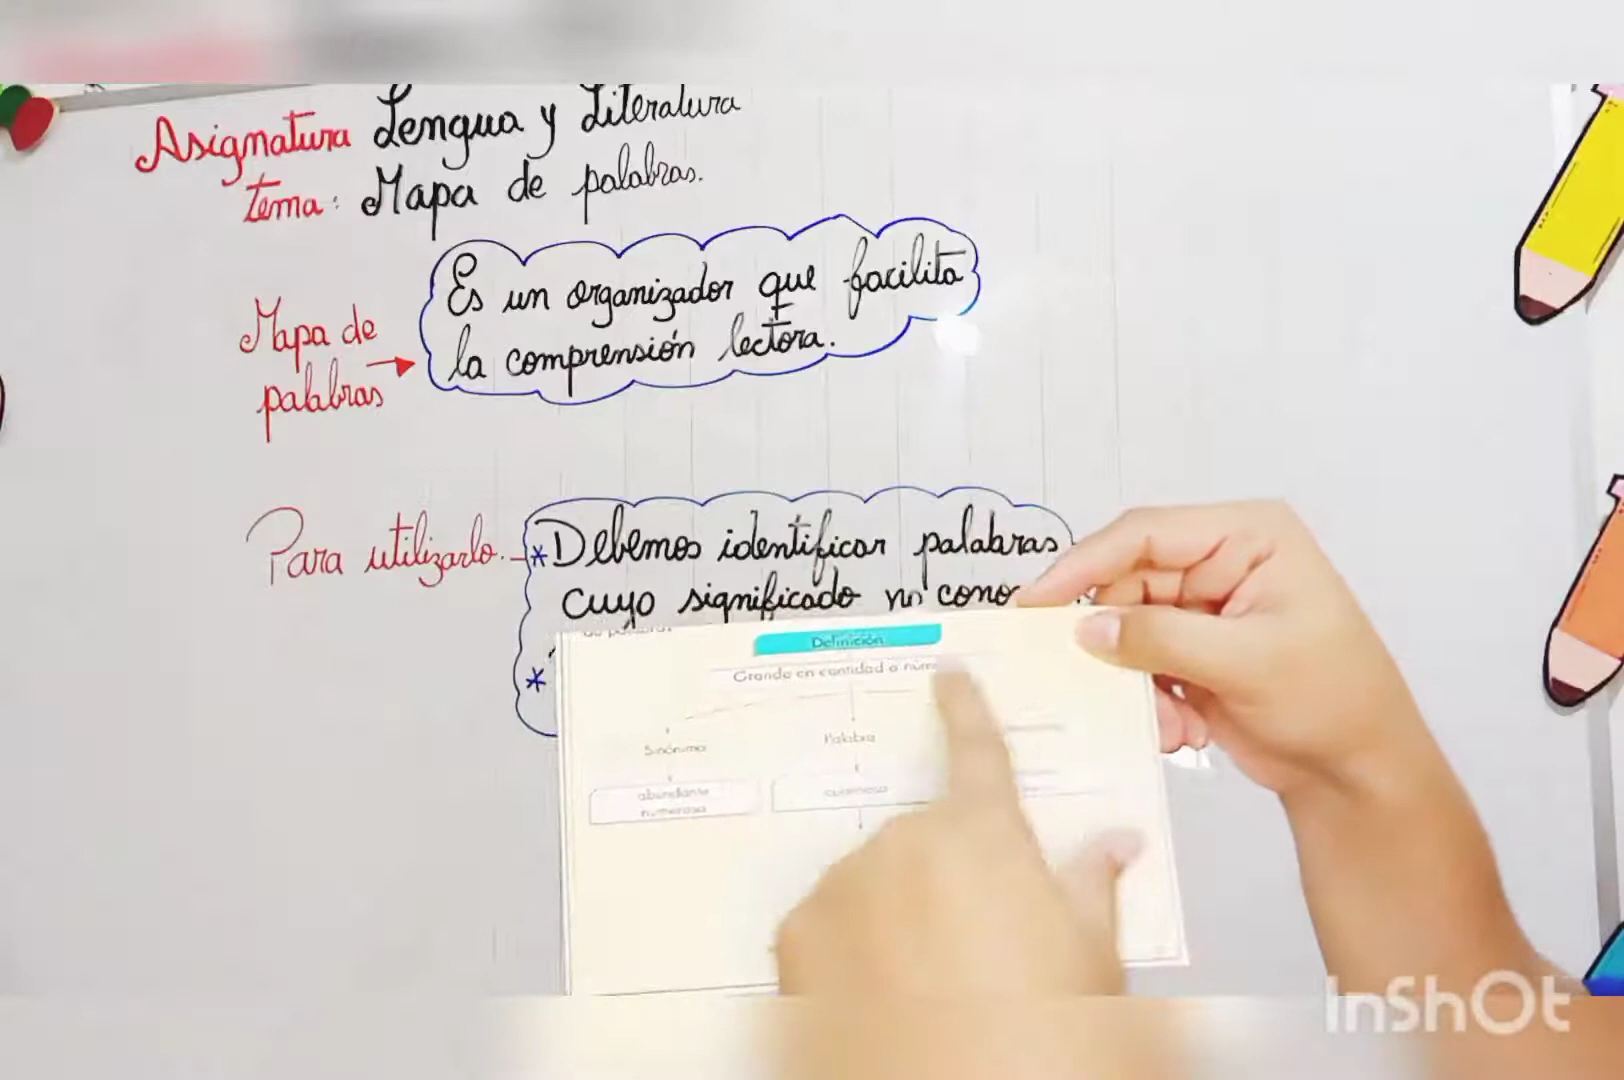 Asignatura Lengua y Literatura
tema: Mapa de palabras.
Mapa de
palabras
Es un organizador que facilita
la comprensión lectora.
Para utilizarlo.
* Debemos identificar palabras
cuyo significado no cono
*
Definición
Grande en cantidad o núm
Sinónimo
Palabra
abundante
numerosa
InShOt